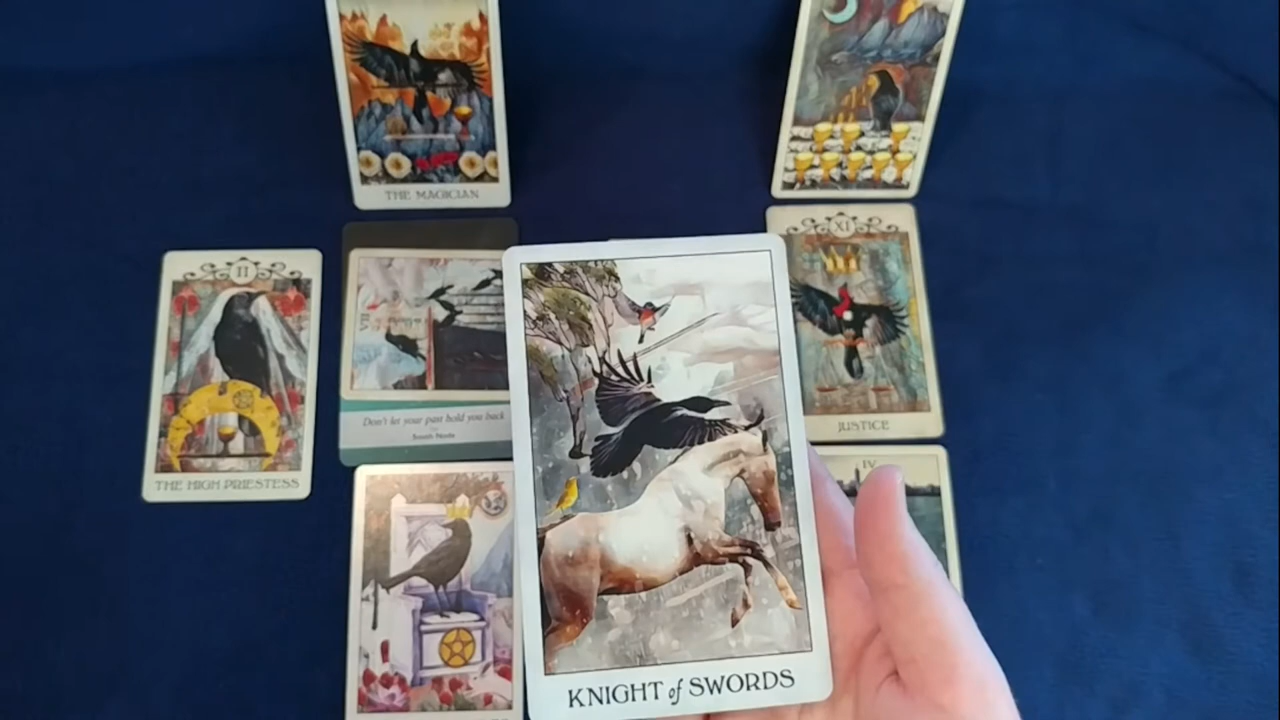 THE MAGICIAN
II
THE HIGH PRIESTESS
Don't let your past hold you back
South Node
XI
JUSTICE
IV
KNIGHT of SWORDS